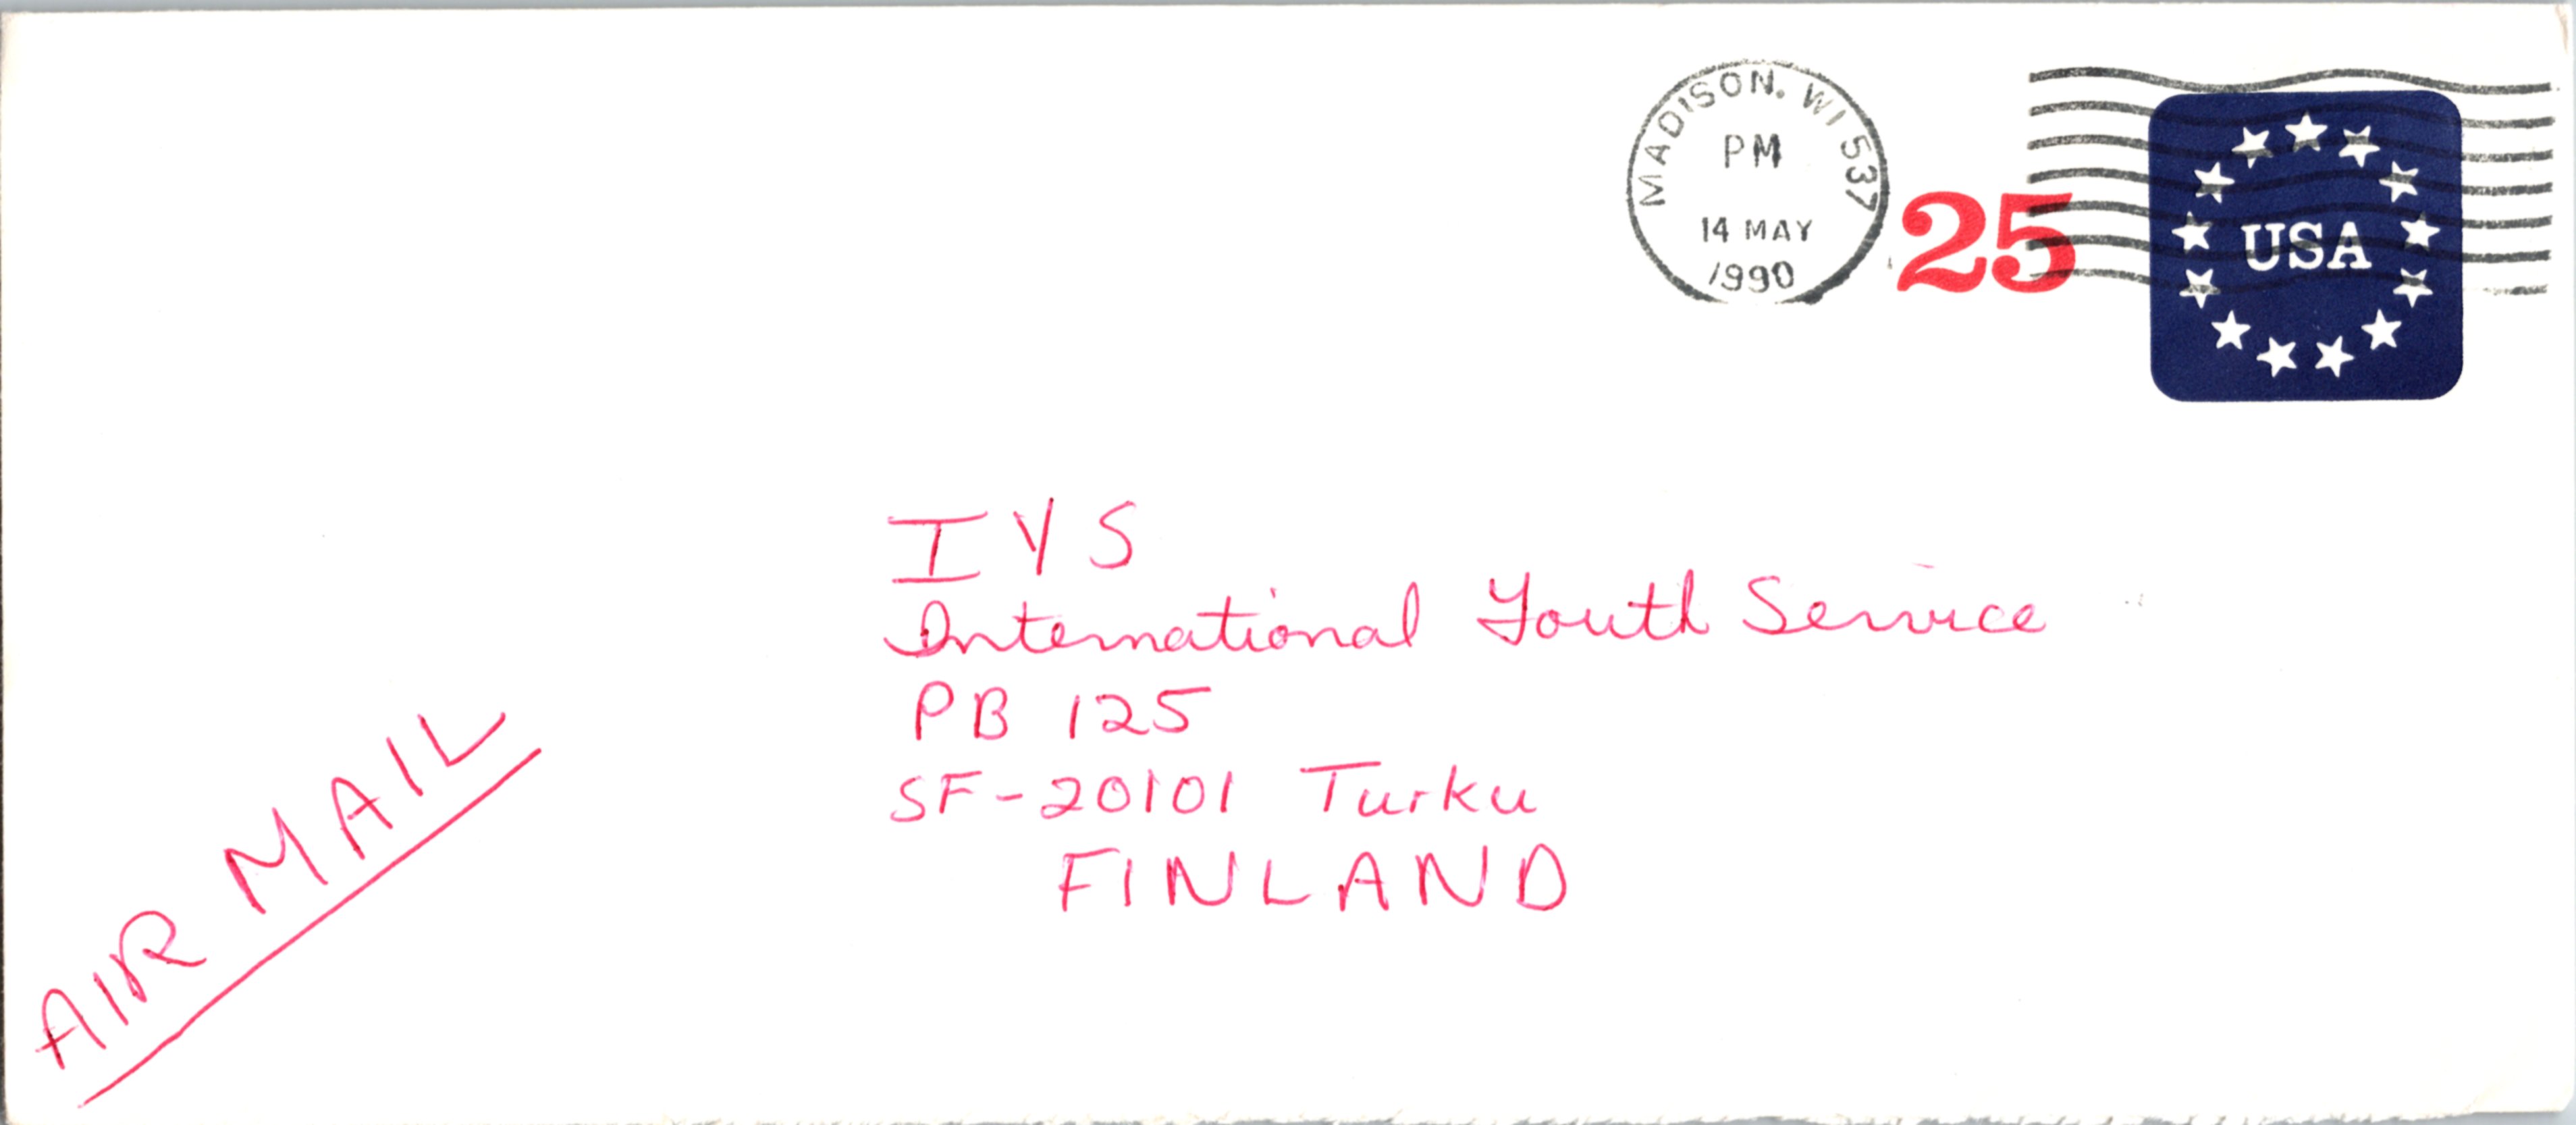 MADISON. WI 537
PM
14 MAY
1990
25
USA
IYS
International Youth Service
PB 125
SF-20101 Turku
FINLAND
AIR MAIL